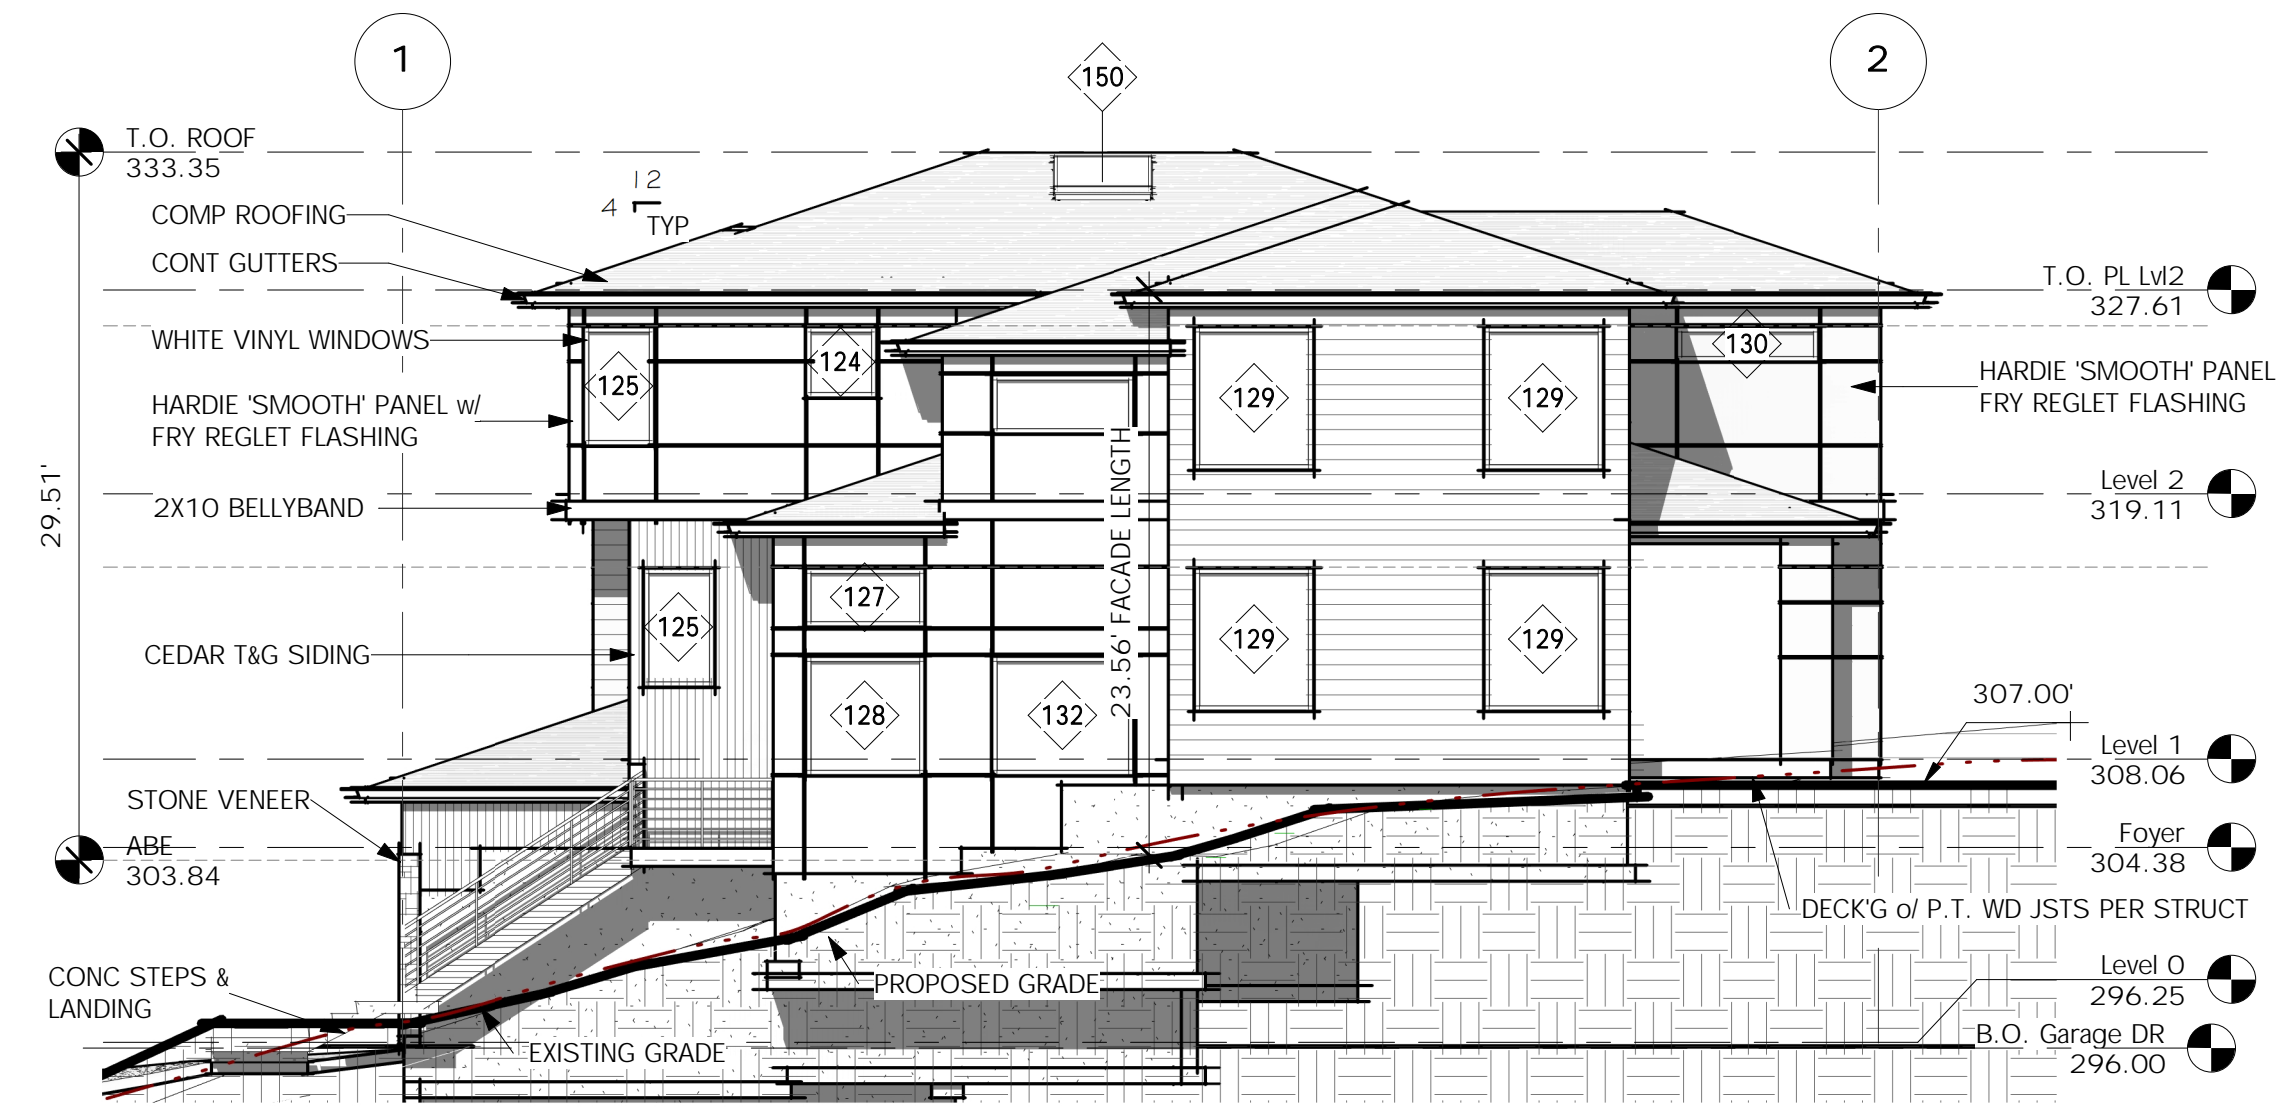 1
2
150
T.O. ROOF
333.35
12
4
TYP
COMP ROOFING
CONT GUTTERS
T.O. PL Lvl2
327.61
WHITE VINYL WINDOWS
125
124
129
129
130
HARDIE 'SMOOTH' PANEL w/
FRY REGLET FLASHING
HARDIE 'SMOOTH' PANEL
FRY REGLET FLASHING
29.51'
2X10 BELLYBAND
23.56' FACADE LENGTH
Level 2
319.11
CEDAR T&G SIDING
125
127
128
132
129
129
307.00'
Level 1
308.06
STONE VENEER
ABE
303.84
Foyer
304.38
DECK'G o/ P.T. WD JSTS PER STRUCT
CONC STEPS &
LANDING
PROPOSED GRADE
EXISTING GRADE
Level 0
296.25
B.O. Garage DR
296.00